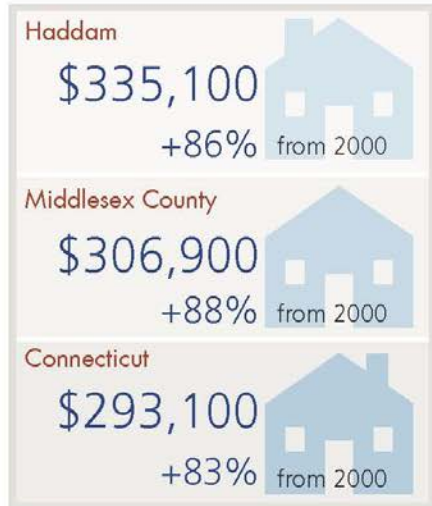 Haddam
$335,100
+86% from 2000
Middlesex County
$306,900
+88% from 2000
Connecticut
$293,100
+83% from 2000